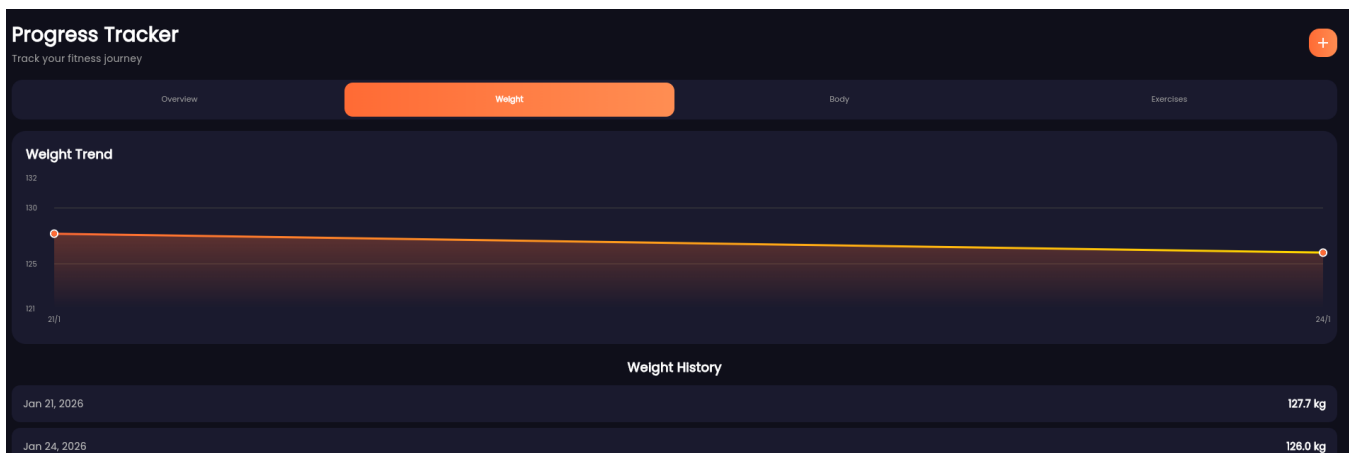 Progress Tracker
Track your fitness journey
+
Overview Weight Body Exercises
Weight Trend
132
130
125
121
21/1 24/1
Weight History
Jan 21, 2026 127.7 kg
Jan 24, 2026 126.0 kg